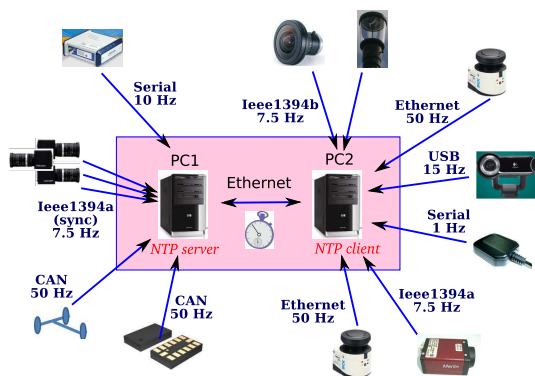 Serial
10 Hz
Ieee1394b
7.5 Hz
Ethernet
50 Hz
PC1
PC2
USB
15 Hz
Ethernet
Ieee1394a
(sync)
7.5 Hz
Serial
1 Hz
NTP server
NTP client
CAN
50 Hz
CAN
50 Hz
Ethernet
50 Hz
Ieee1394a
7.5 Hz
Merlin